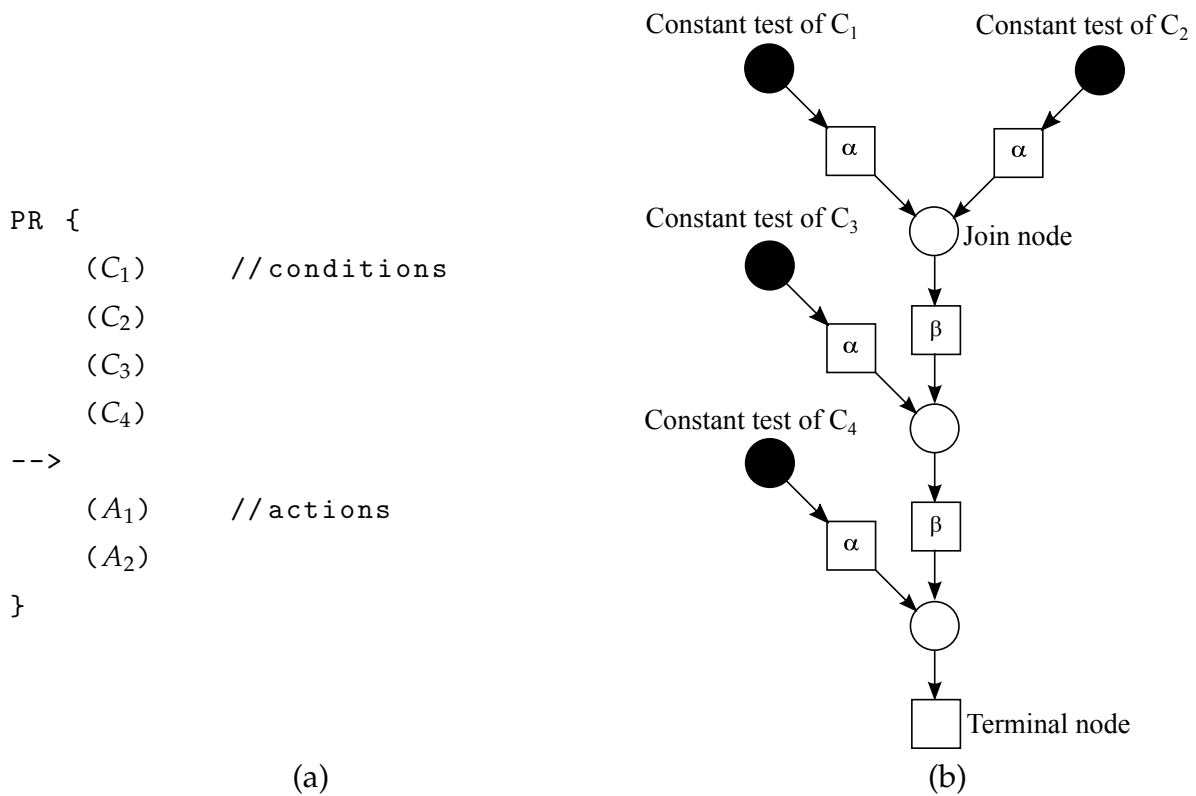 PR {
(C₁) //conditions
(C₂)
(C₃)
(C₄)
-->
(A₁) //actions
(A₂)
}
(a)
Constant test of C₁
Constant test of C₂
α
α
Constant test of C₃
Join node
β
α
Constant test of C₄
β
α
Terminal node
(b)